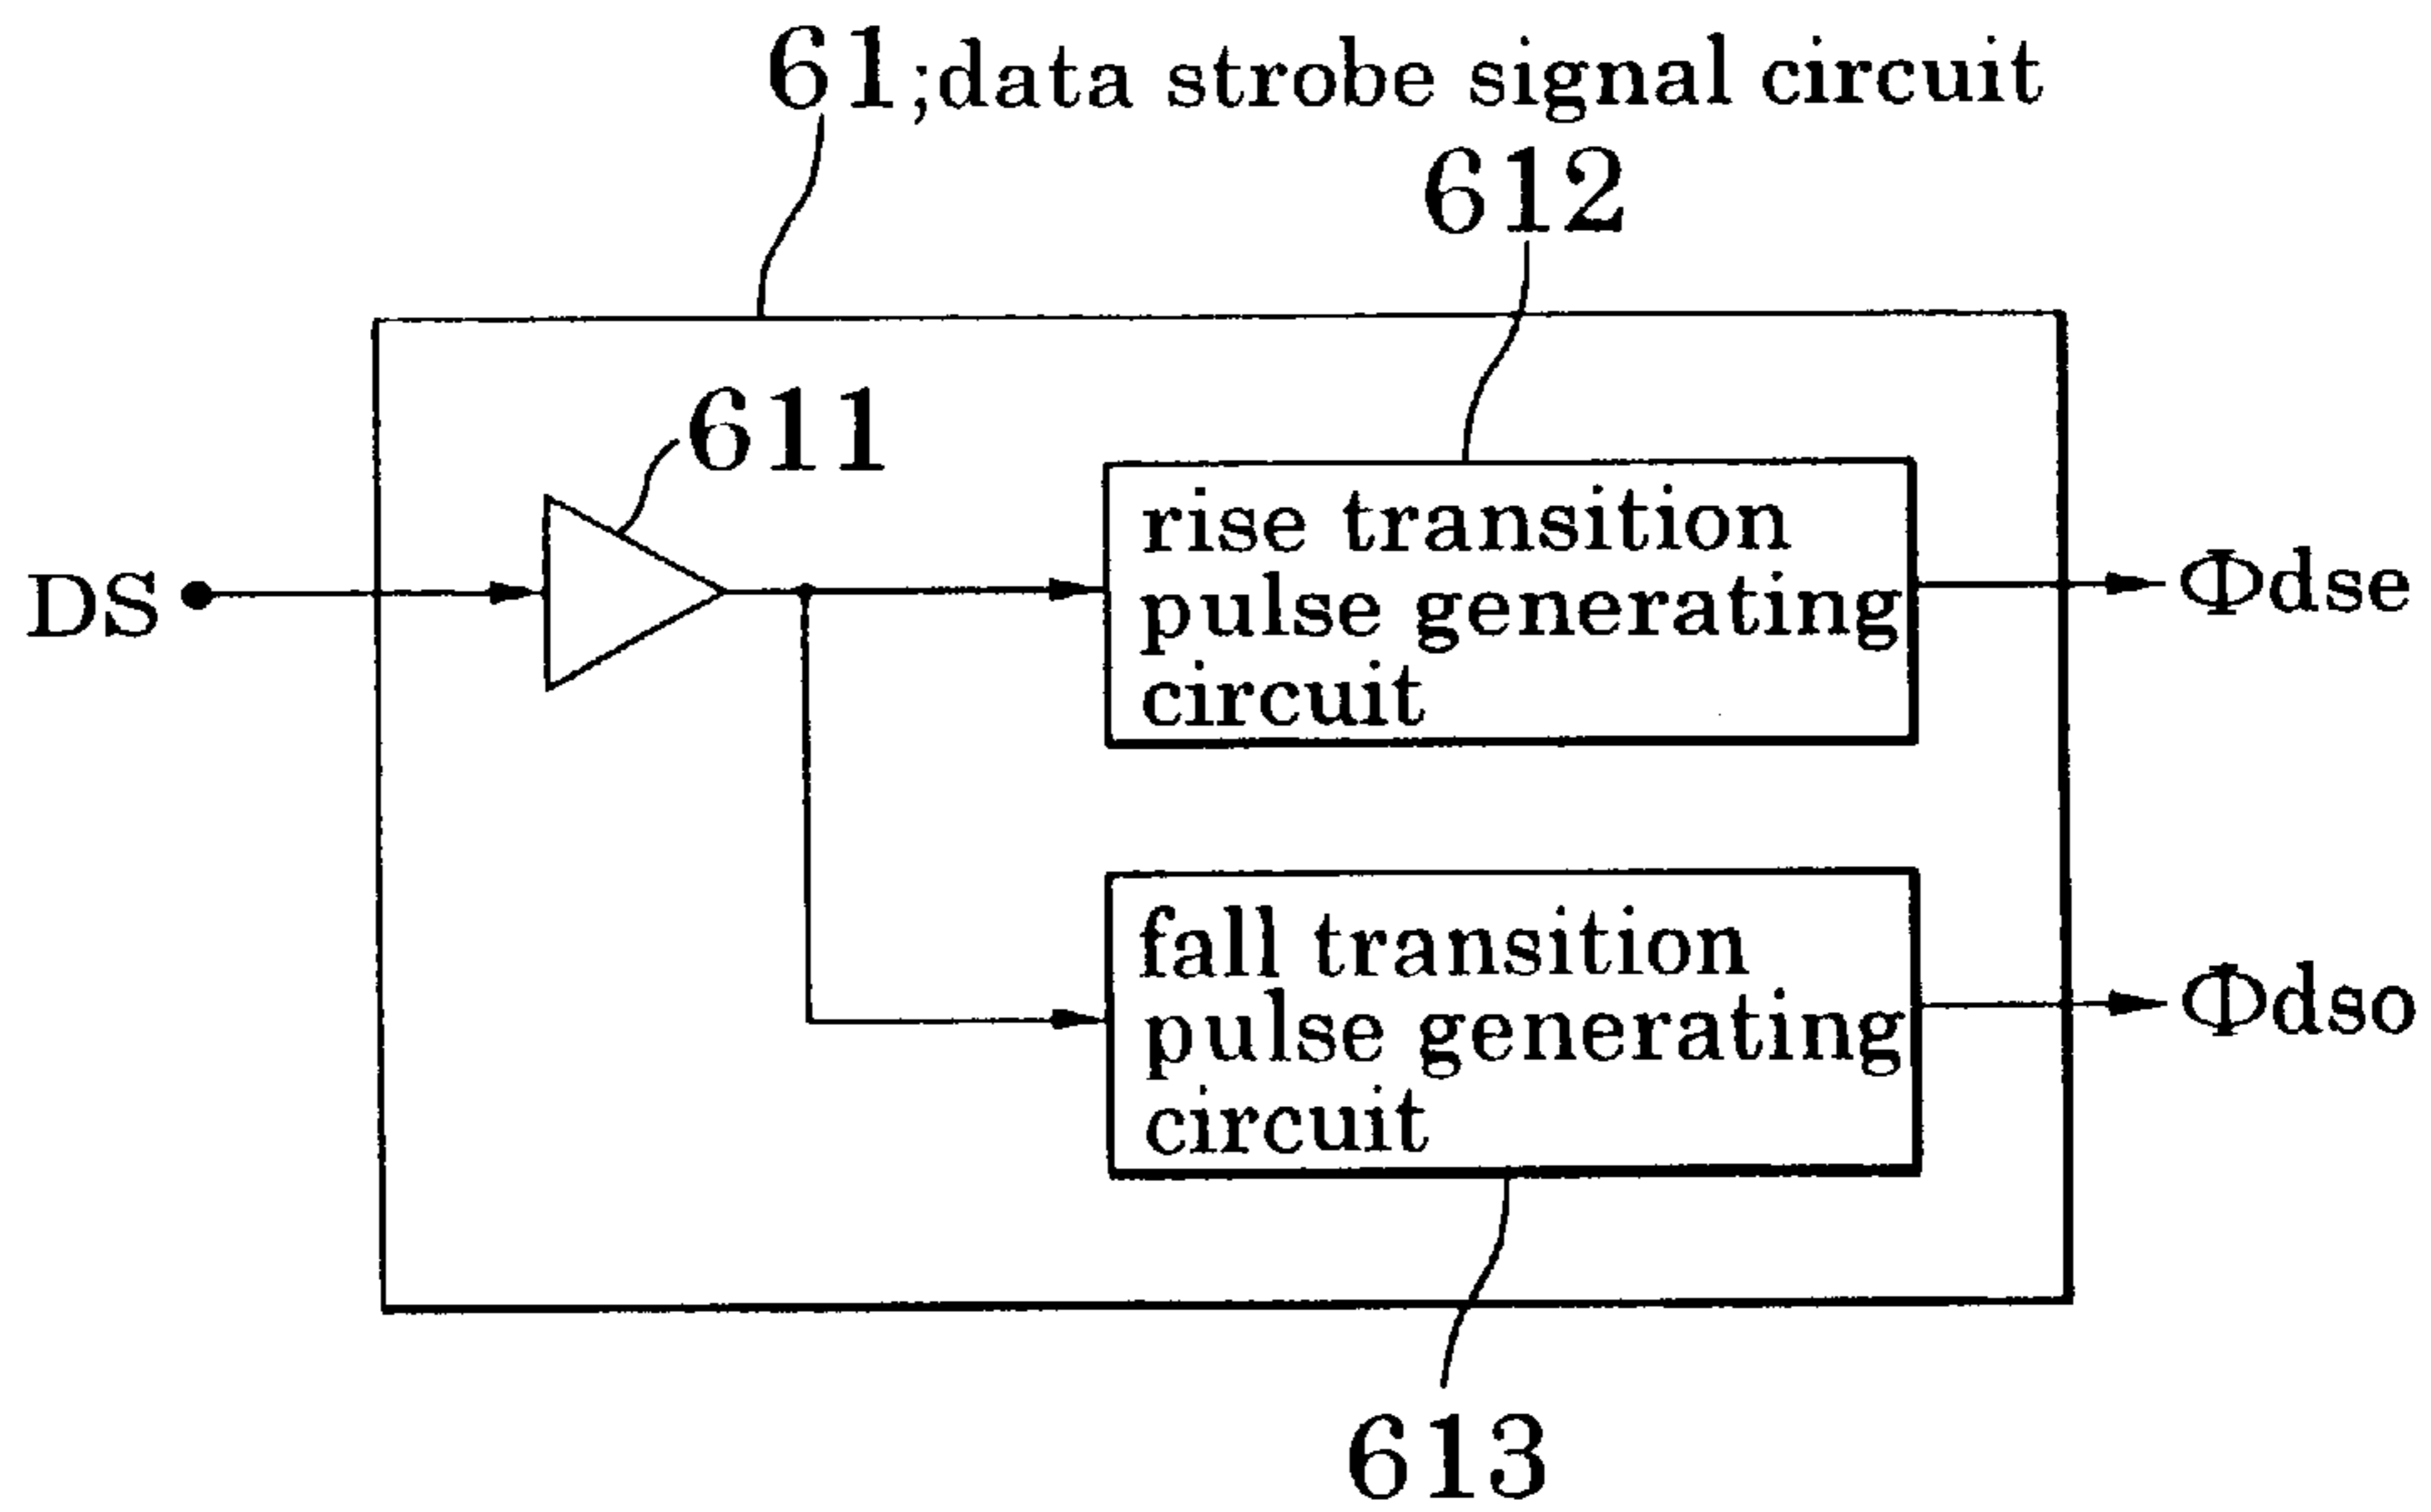 61;data strobe signal circuit
612
611
rise transition
pulse generating
circuit
DS
Φdse
fall transition
pulse generating
circuit
Φdso
613